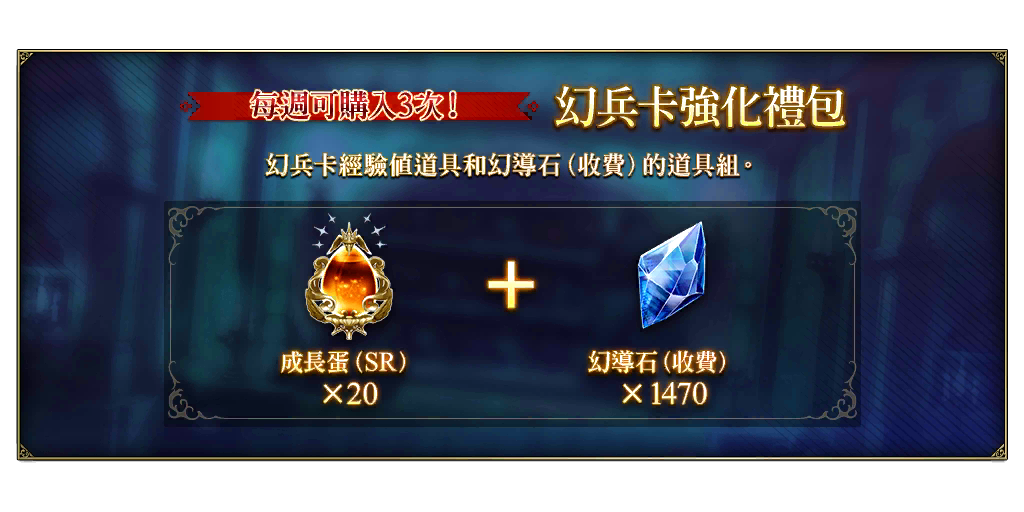 每週可購入3次！ 幻兵卡強化禮包
幻兵卡經驗値道具和幻導石（收費）的道具組。
成長蛋（SR） 幻導石（收費）
×20 ×1470